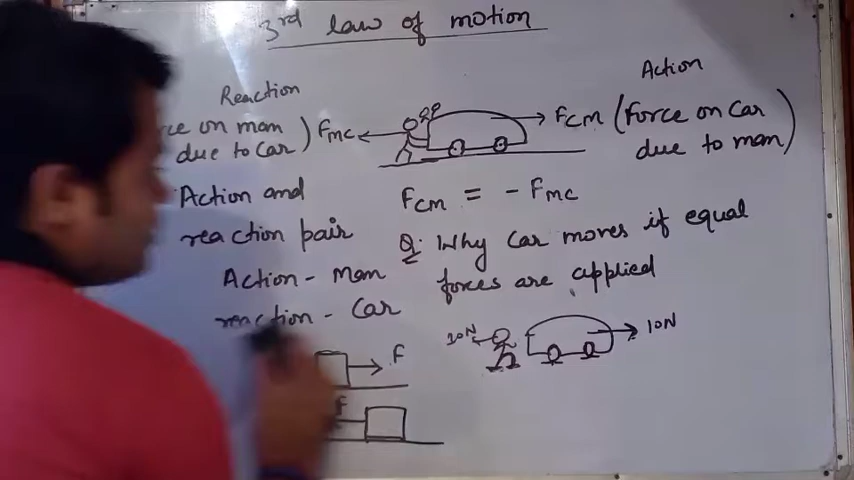 3rd law of motion
Reaction
Action
on man
due to car)
FMC
FCM (Force on Car
due to man)
Action and
reaction pair
Action - Man
reaction - Car
FCM = - FMC
Q: Why Car moves if equal
forces are applied
10N
10N
F
F